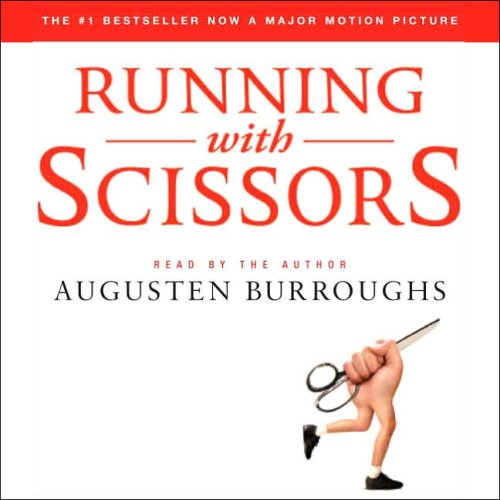 THE #1 BESTSELLER NOW A MAJOR MOTION PICTURE
RUNNING
with
SCISSORS
READ BY THE AUTHOR
AUGUSTEN BURROUGHS